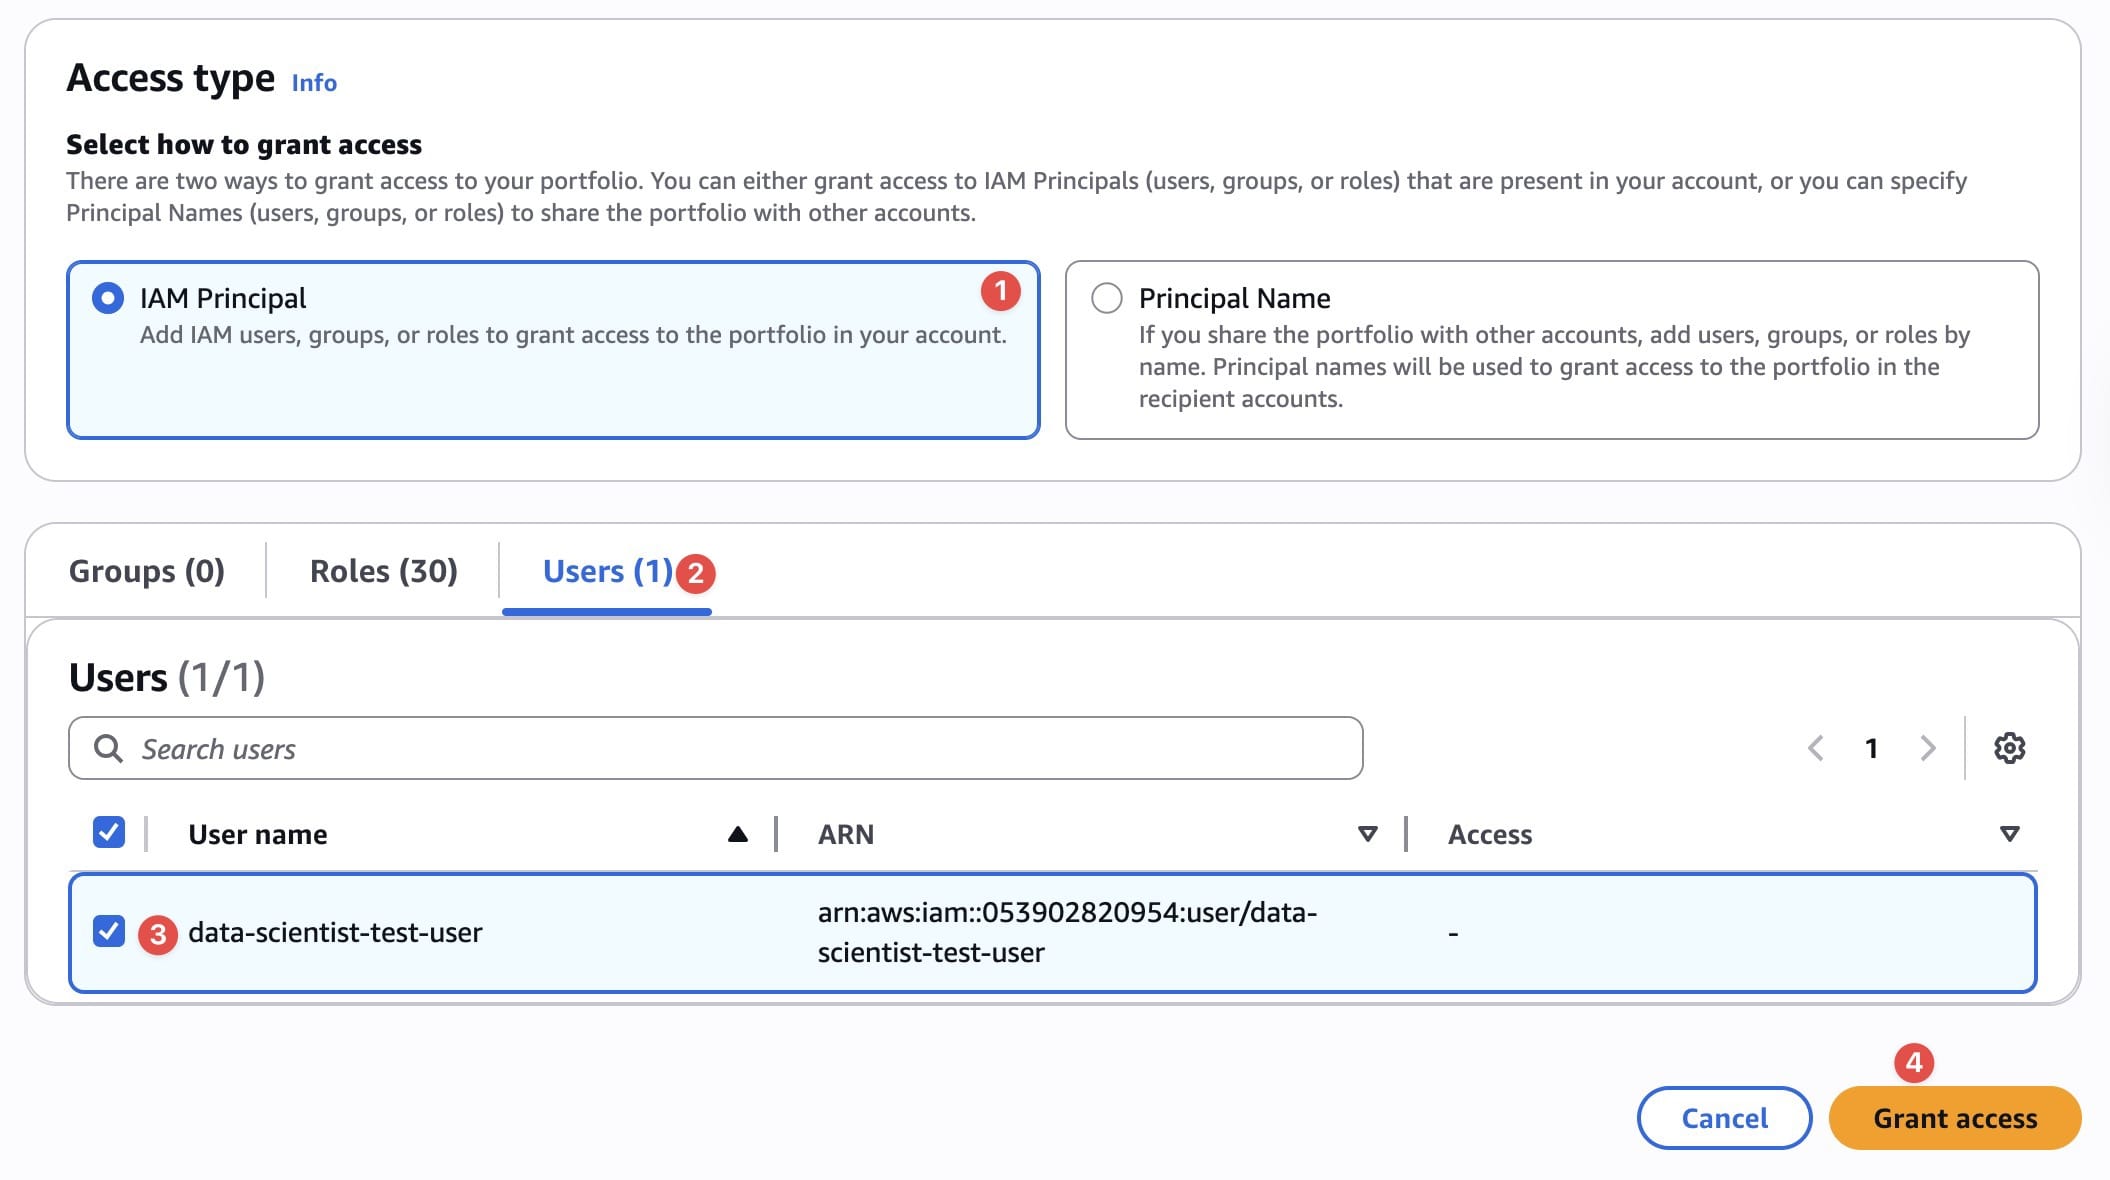 Access type Info
Select how to grant access
There are two ways to grant access to your portfolio. You can either grant access to IAM Principals (users, groups, or roles) that are present in your account, or you can specify
Principal Names (users, groups, or roles) to share the portfolio with other accounts.
IAM Principal 1
Add IAM users, groups, or roles to grant access to the portfolio in your account.
Principal Name
If you share the portfolio with other accounts, add users, groups, or roles by
name. Principal names will be used to grant access to the portfolio in the
recipient accounts.
Groups (0) Roles (30) Users (1) 2
Users (1/1)
Search users 1
User name ARN Access
3 data-scientist-test-user arn:aws:iam::053902820954:user/data- -
scientist-test-user
4
Cancel Grant access